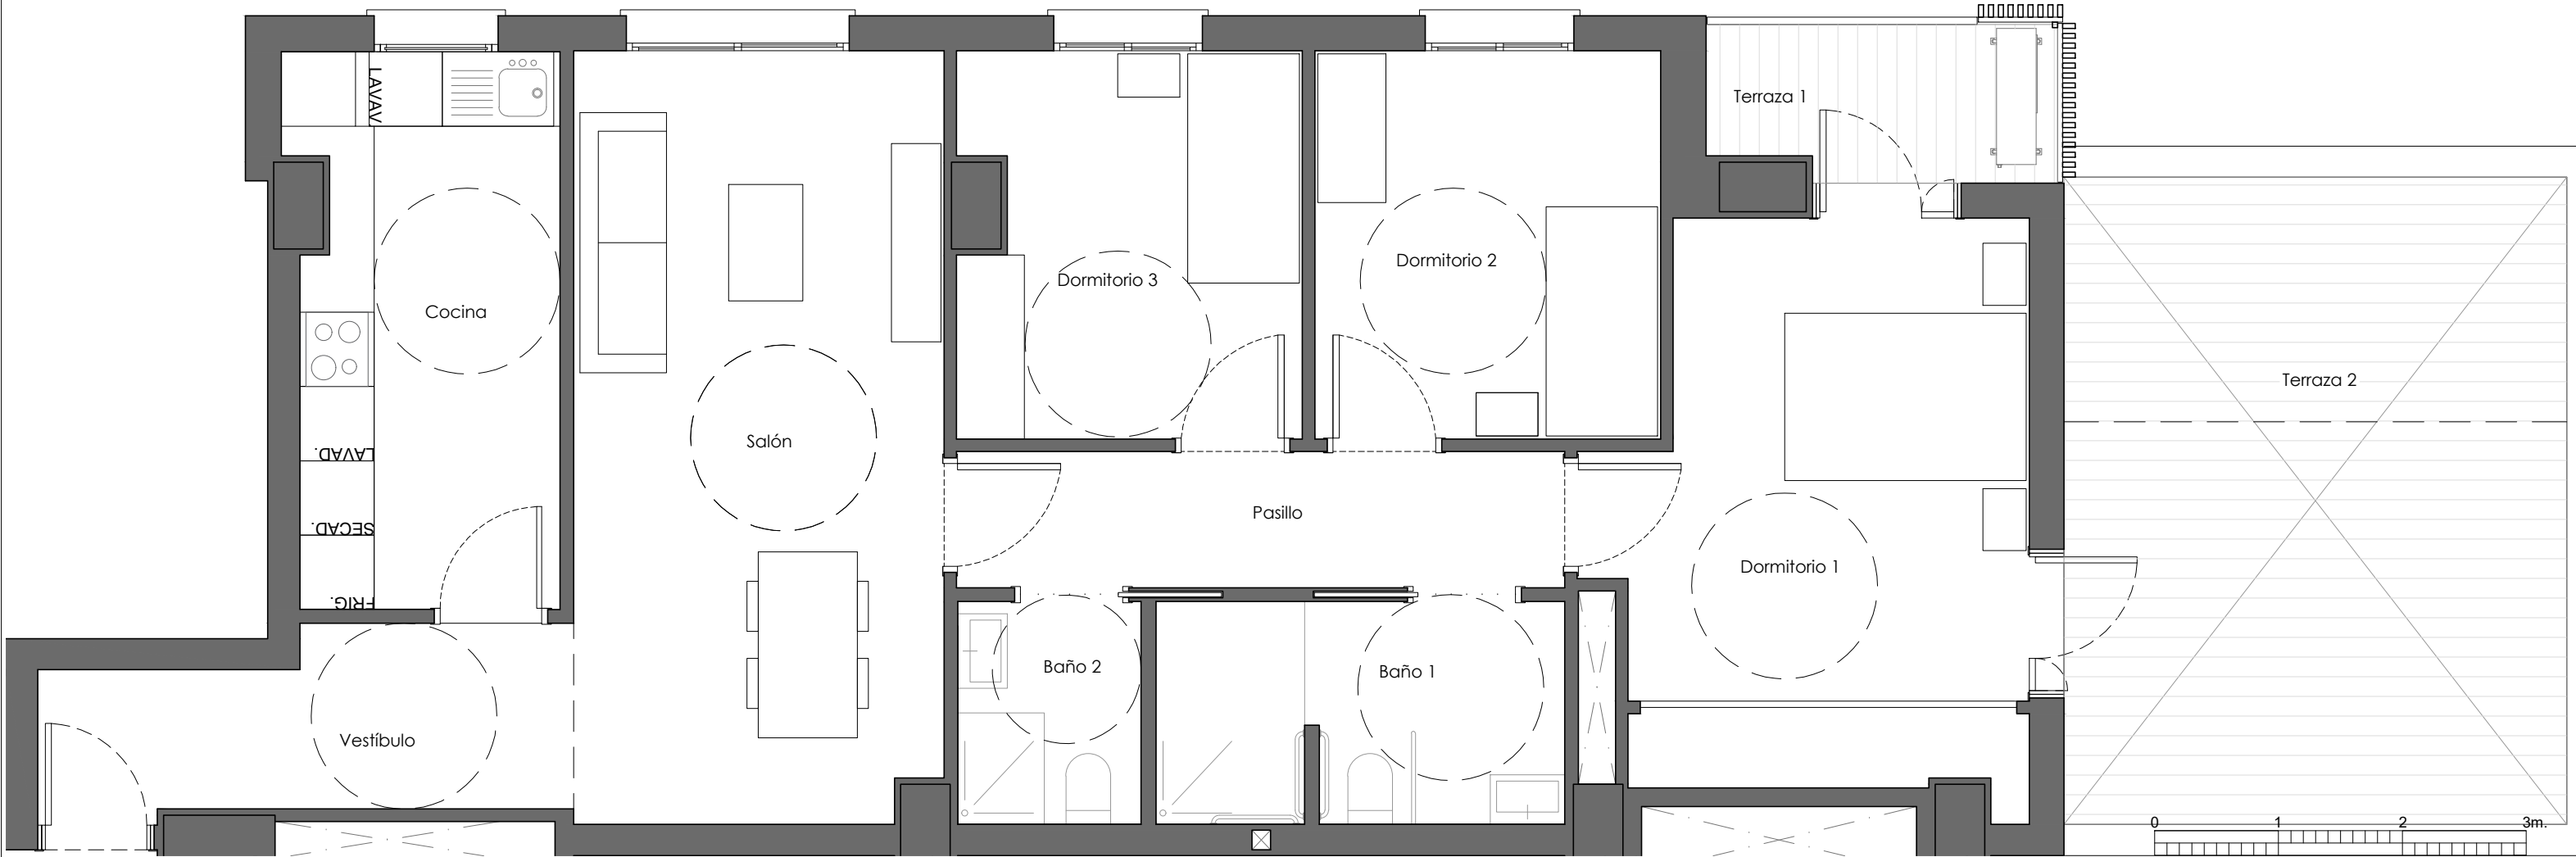 LAVAV
Terraza 1
Dormitorio 2
Dormitorio 3
Cocina
Terraza 2
Salón
LAVAD.
Pasillo
SECAD.
Dormitorio 1
FRIG.
Baño 2
Baño 1
Vestíbulo
0 1 2 3m.